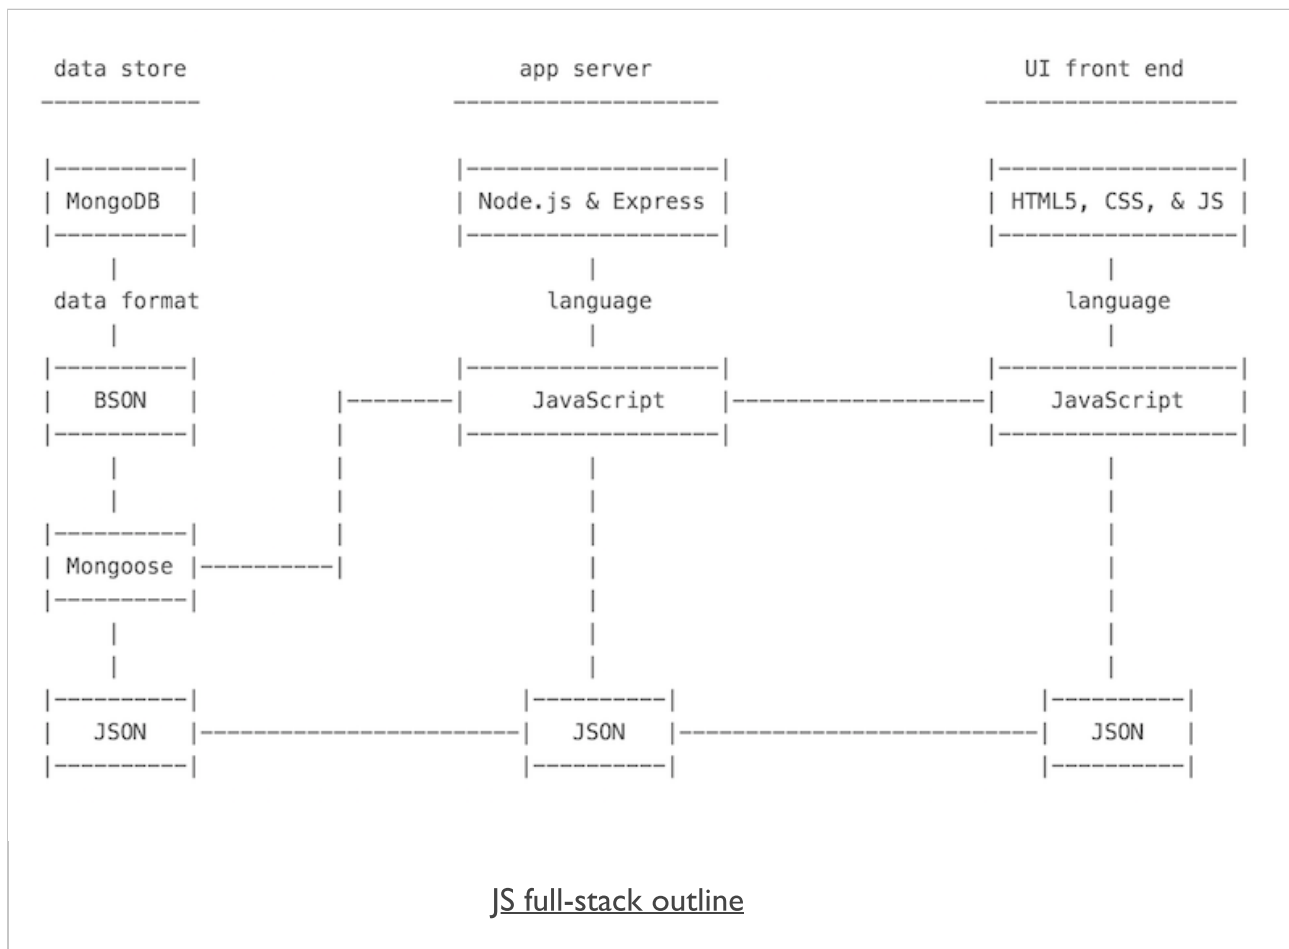 data store app server UI front end
----------- ------------------ -----------------
|----------| |-------------------| |------------------|
| MongoDB | | Node.js & Express | | HTML5, CSS, & JS |
|----------| |-------------------| |------------------|
| | |
data format language language
| | |
|----------| |-------------------| |------------------|
| BSON | |--------| JavaScript |-------------------| JavaScript |
|----------| | |-------------------| |------------------|
| | | |
| | | |
|----------| | | |
| Mongoose |----------| | |
|----------| | |
| | |
| | |
|----------| |----------| |----------|
| JSON |------------------------| JSON |---------------------------| JSON |
|----------| |----------| |----------|
JS full-stack outline